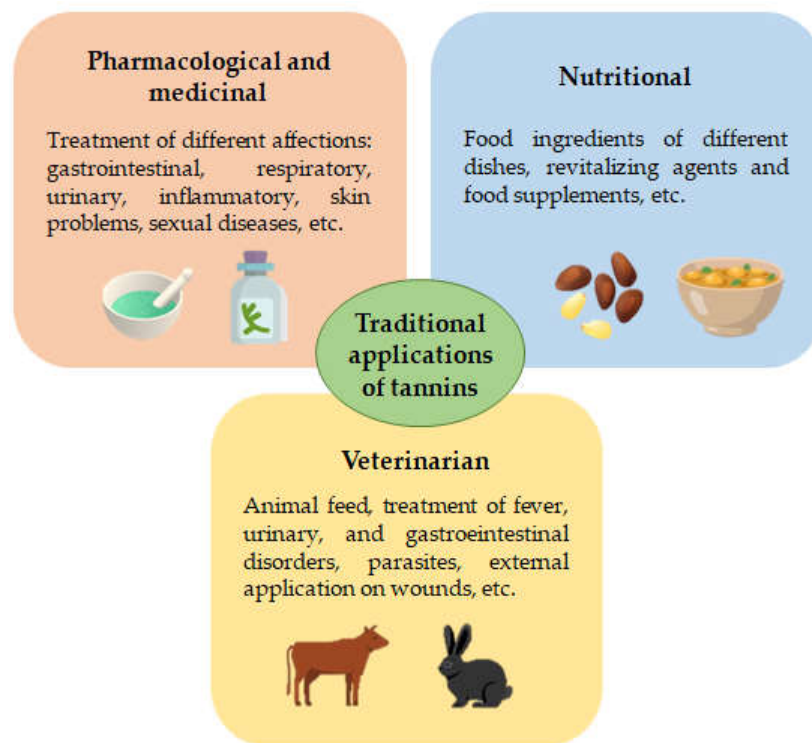 Pharmacological and
medicinal
Treatment of different affections:
gastrointestinal, respiratory,
urinary, inflammatory, skin
problems, sexual diseases, etc.
Nutritional
Food ingredients of different
dishes, revitalizing agents and
food supplements, etc.
Traditional
applications
of tannins
Veterinarian
Animal feed, treatment of fever,
urinary, and gastroeintestinal
disorders, parasites, external
application on wounds, etc.